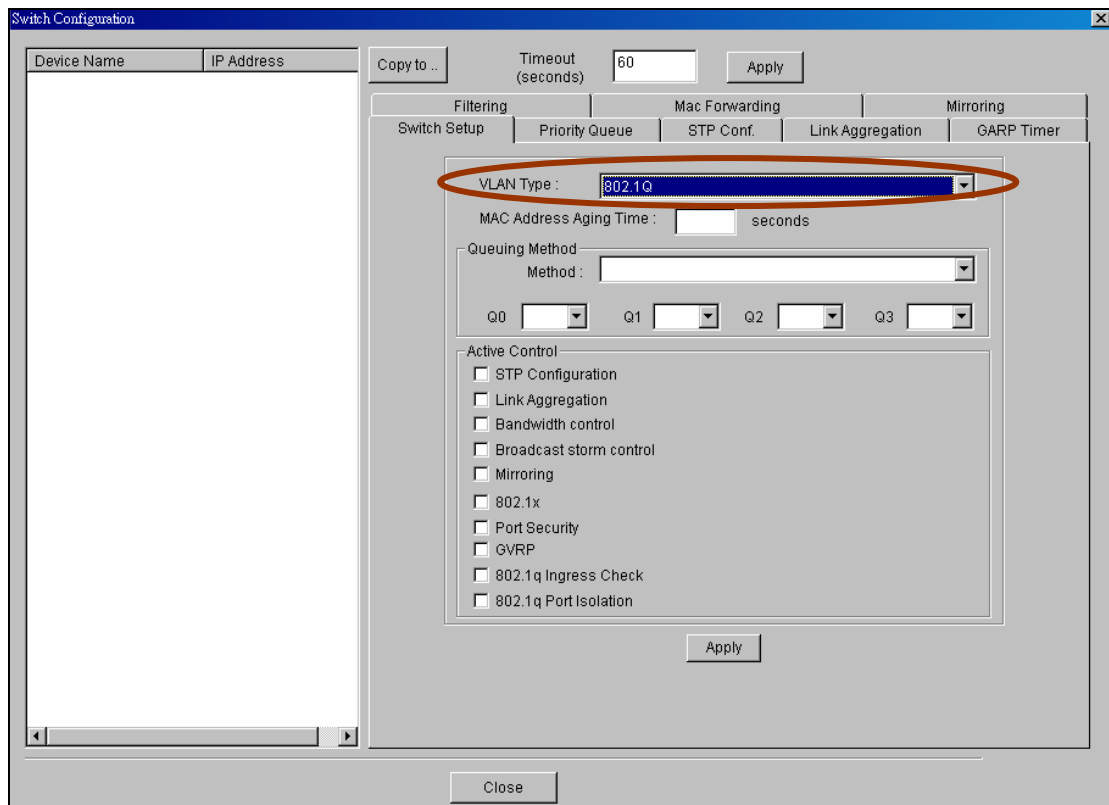 Switch Configuration
Device Name IP Address
Copy to ..
Timeout
(seconds)
60
Apply
Filtering Mac Forwarding Mirroring
Switch Setup Priority Queue STP Conf. Link Aggregation GARP Timer
VLAN Type : 802.1Q
MAC Address Aging Time : seconds
Queuing Method
Method :
Q0 Q1 Q2 Q3
Active Control
STP Configuration
Link Aggregation
Bandwidth control
Broadcast storm control
Mirroring
802.1x
Port Security
GVRP
802.1q Ingress Check
802.1q Port Isolation
Apply
Close